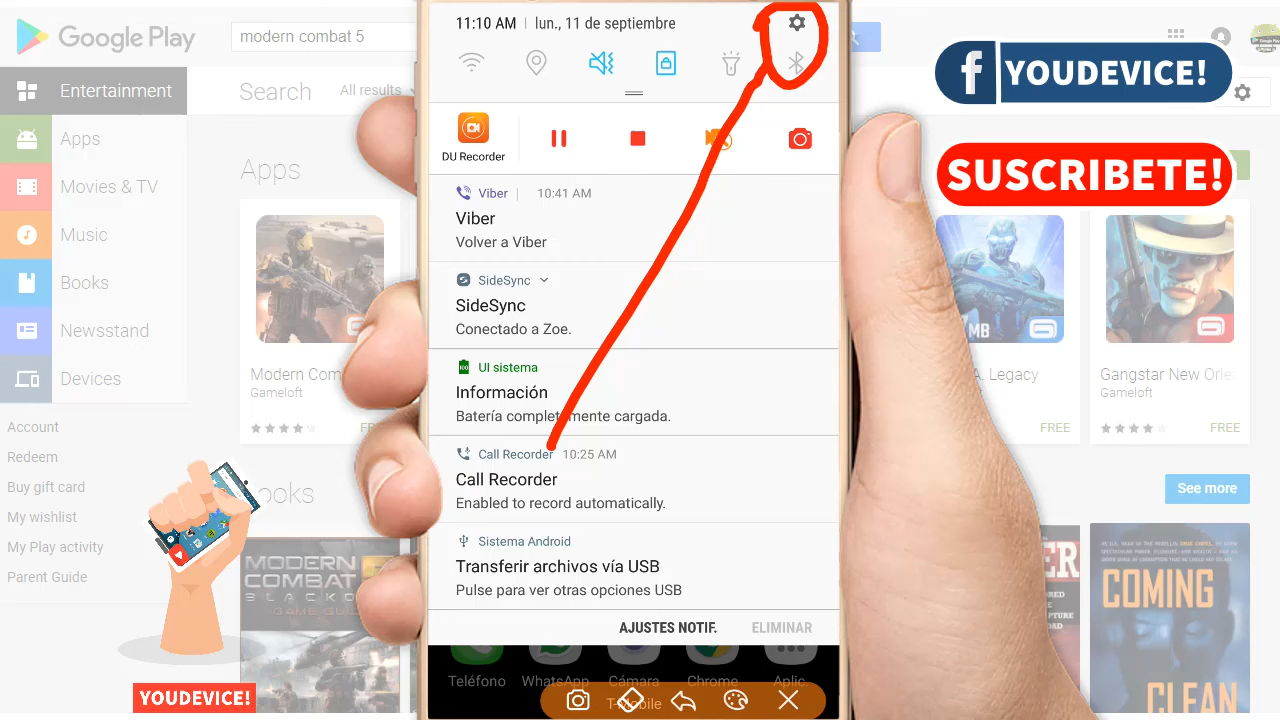 Google Play
modern combat 5
Entertainment
Search
All results
Apps
Movies & TV
Music
Books
Newsstand
Devices
Account
Redeem
Buy gift card
My wishlist
My Play activity
Parent Guide
YOUDEVICE!
Apps
Modern Com
Gameloft
FR
MODERN
COMBAT
11:10 AM | lun., 11 de septiembre
DU Recorder
Viber | 10:41 AM
Viber
Volver a Viber
SideSync
SideSync
Conectado a Zoe.
UI sistema
Información
Batería completamente cargada.
Call Recorder 10:25 AM
Call Recorder
Enabled to record automatically.
Sistema Android
Transferir archivos vía USB
Pulse para ver otras opciones USB
AJUSTES NOTIF. ELIMINAR
Teléfono WhatsApp Cámara Chrome Aplic.
T-Mobile
f YOUDEVICE!
SUSCRIBETE!
MB
A. Legacy
FREE
Gangstar New Orle
Gameloft
FREE
See more
COMING
CLEAN